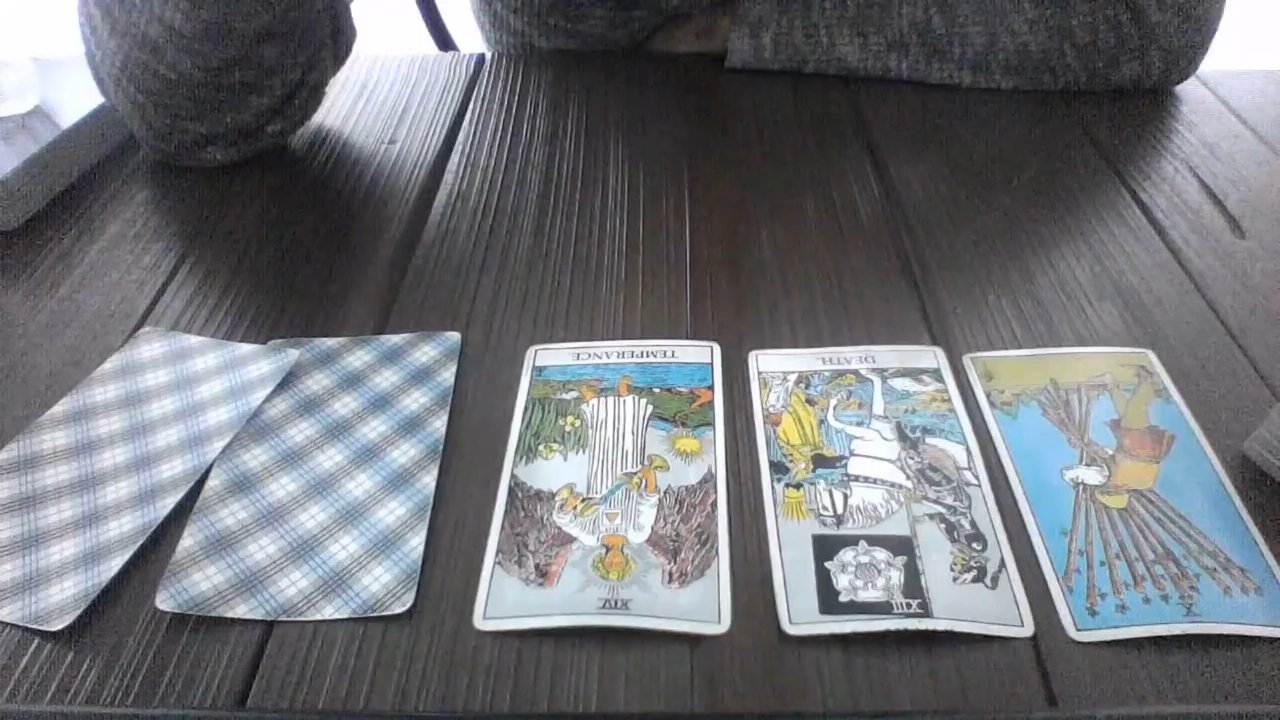 TEMPERANCE.
XIV
DEATH.
XIII
X